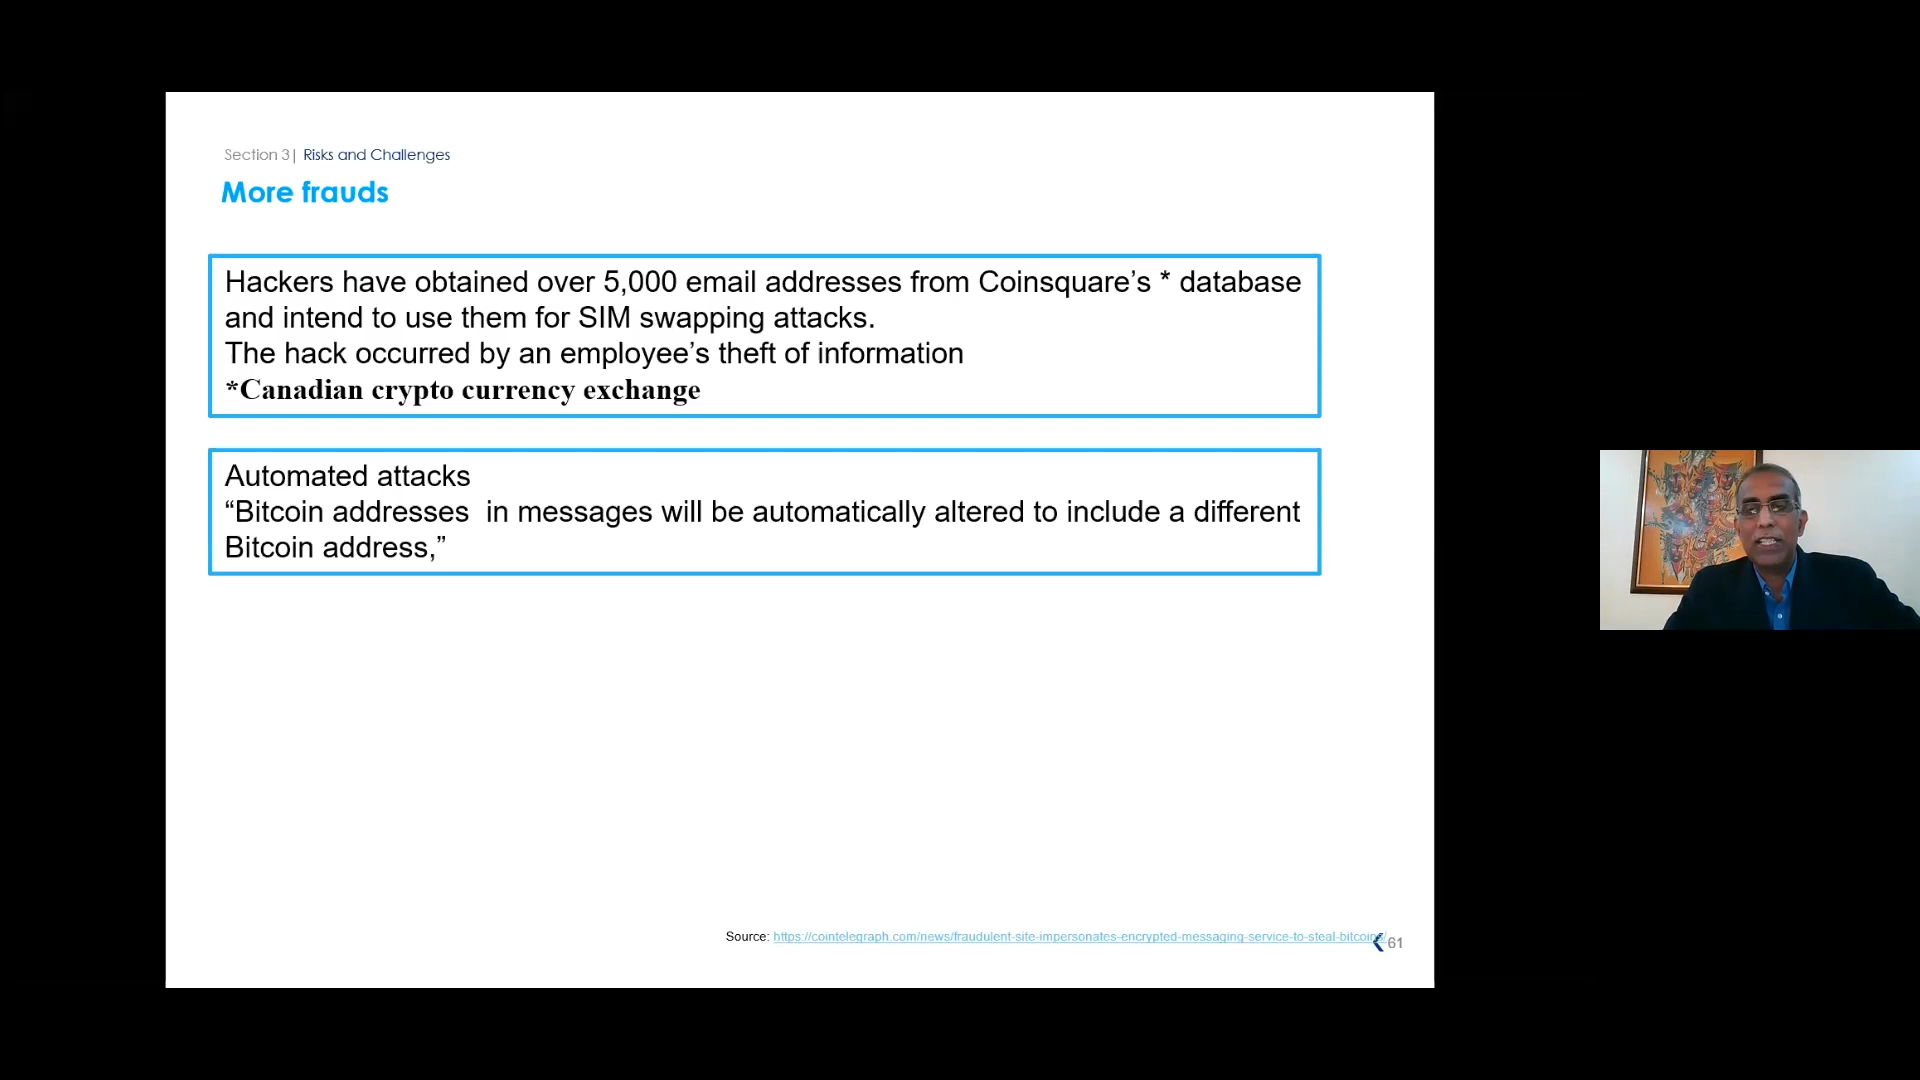 Section 3| Risks and Challenges
More frauds
Hackers have obtained over 5,000 email addresses from Coinsquare’s * database
and intend to use them for SIM swapping attacks.
The hack occurred by an employee’s theft of information
*Canadian crypto currency exchange
Automated attacks
“Bitcoin addresses  in messages will be automatically altered to include a different
Bitcoin address,”
Source: https://cointelegraph.com/news/fraudulent-site-impersonates-encrypted-messaging-service-to-steal-bitcoins/
61